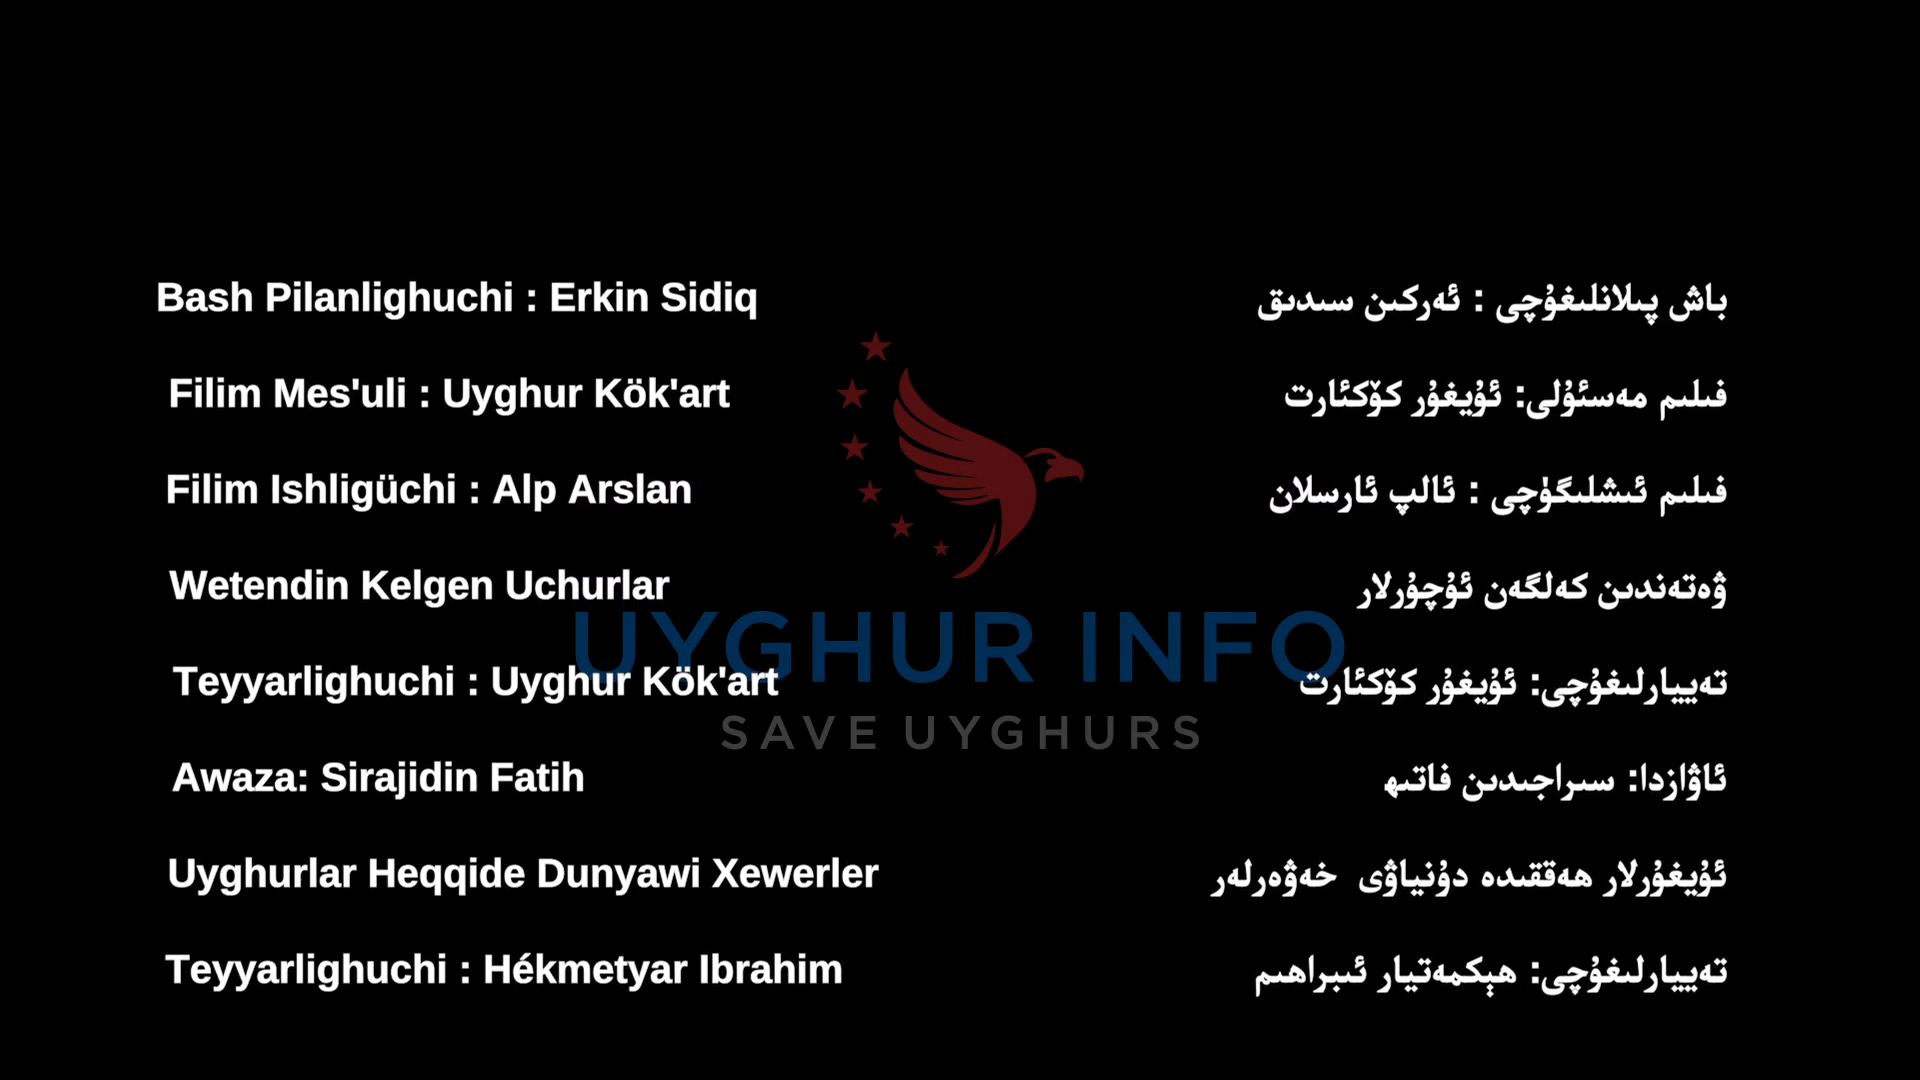 Bash Pilanlighuchi : Erkin Sidiq
باش پىلانلىغۇچى : ئەركىن سىدىق
Filim Mes'uli : Uyghur Kök'art
فىلىم مەسئۇلى: ئۇيغۇر كۆكئارت
Filim Ishligüchi : Alp Arslan
فىلىم ئىشلىگۈچى : ئالپ ئارسلان
Wetendin Kelgen Uchurlar
ۋەتەندىن كەلگەن ئۇچۇرلار
UYGHUR INFO
Teyyarlighuchi : Uyghur Kök'art
تەييارلىغۇچى: ئۇيغۇر كۆكئارت
SAVE UYGHURS
Awaza: Sirajidin Fatih
ئاۋازدا: سىراجىدىن فاتىھ
Uyghurlar Heqqide Dunyawi Xewerler
ئۇيغۇرلار ھەققىدە دۇنياۋى خەۋەرلەر
Teyyarlighuchi : Hékmetyar Ibrahim
تەييارلىغۇچى: ھېكمەتيار ئىبراھىم